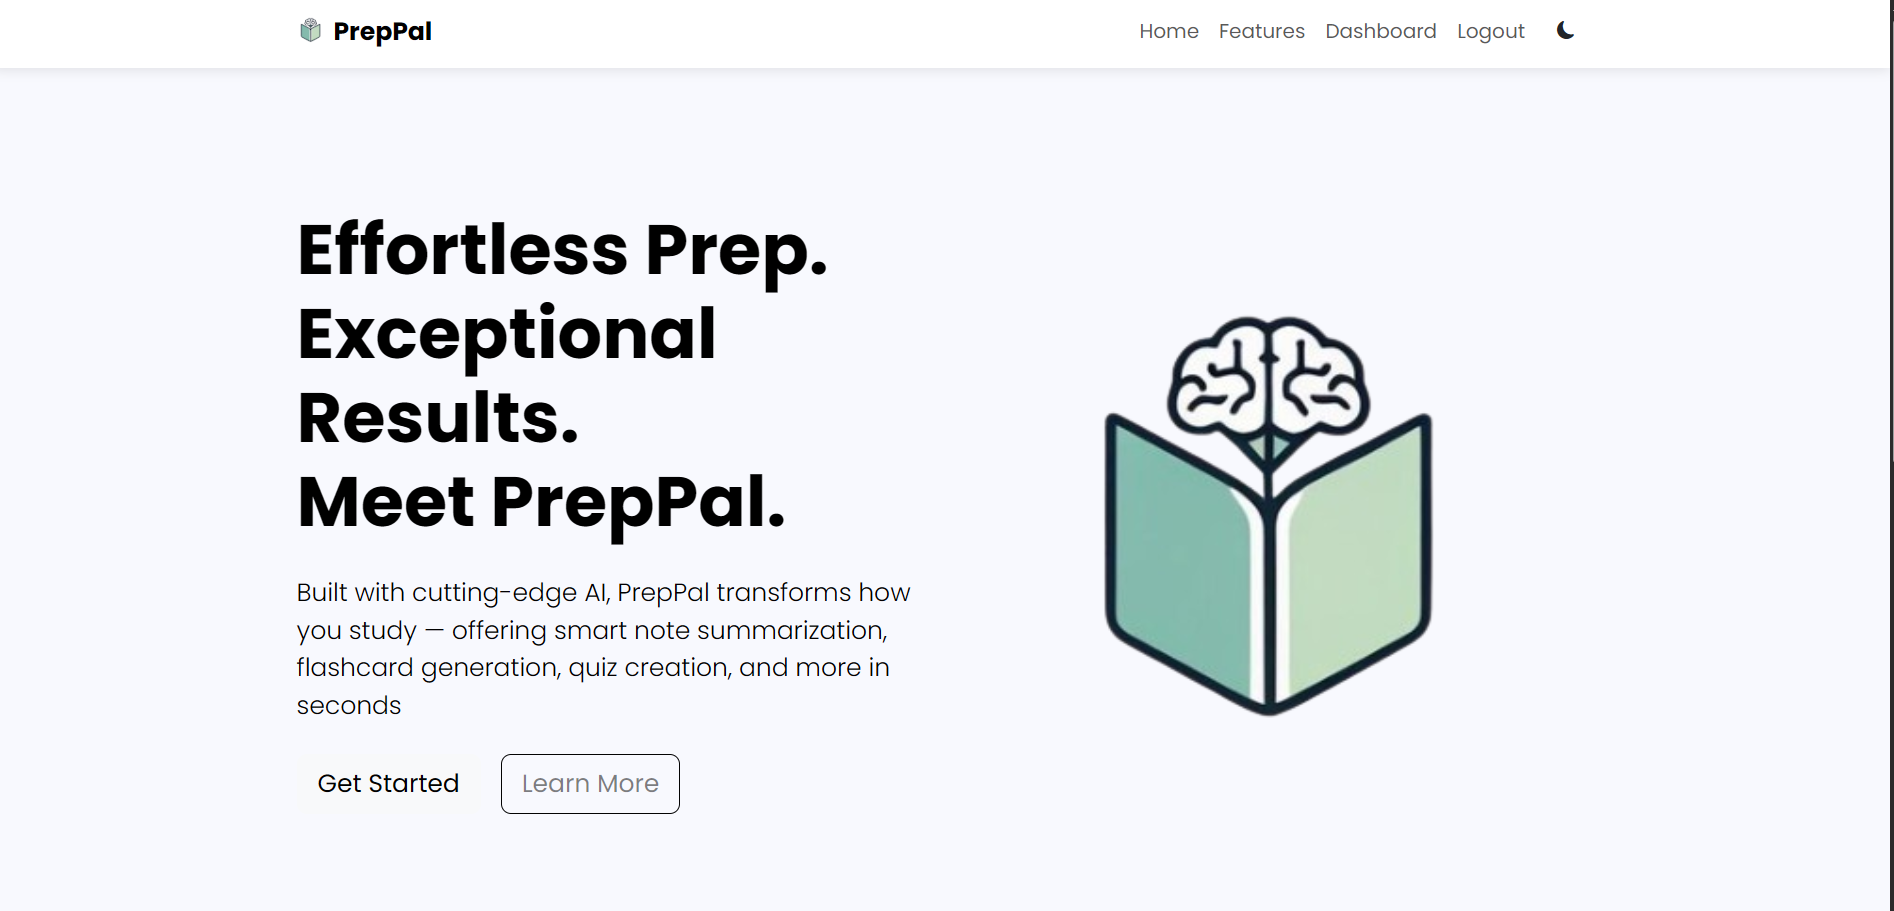 PrepPal
Home Features Dashboard Logout
Effortless Prep.
Exceptional
Results.
Meet PrepPal.
Built with cutting-edge AI, PrepPal transforms how
you study — offering smart note summarization,
flashcard generation, quiz creation, and more in
seconds
Get Started
Learn More